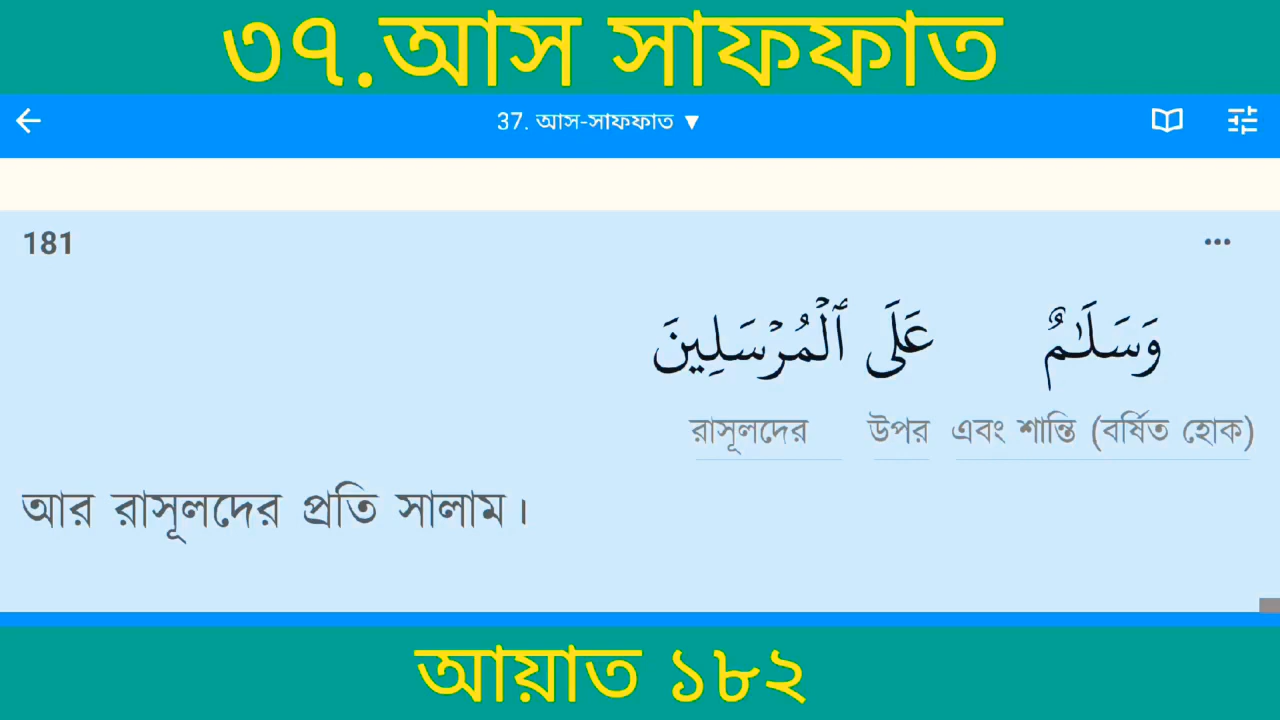 ৩৭.আস সাফফাত
37. আস-সাফফাত ▼
181
وَسَلَـٰمٌ عَلَى ٱلْمُرْسَلِينَ
রাসূলদের উপর এবং শান্তি (বর্ষিত হোক)
আর রাসূলদের প্রতি সালাম।
আয়াত ১৮২